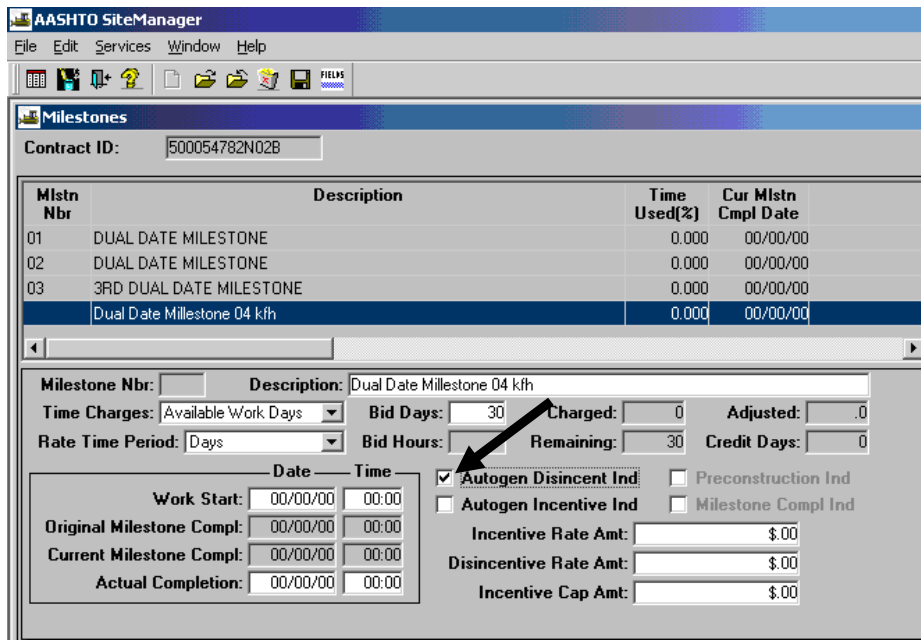 AASHTO SiteManager
File Edit Services Window Help
FIELDS
Milestones
Contract ID: 500054782N02B
Mlstn Nbr Description Time Used(%) Cur Mlstn Cmpl Date
01 DUAL DATE MILESTONE 0.000 00/00/00
02 DUAL DATE MILESTONE 0.000 00/00/00
03 3RD DUAL DATE MILESTONE 0.000 00/00/00
Dual Date Millestone 04 kfh 0.000 00/00/00
Milestone Nbr: Description: Dual Date Millestone 04 kfh
Time Charges: Available Work Days Bid Days: 30 Charged: 0 Adjusted: .0
Rate Time Period: Days Bid Hours: Remaining: 30 Credit Days: 0
Date Time
Autogen Disincent Ind Preconstruction Ind
Work Start: 00/00/00 00:00
Autogen Incentive Ind Milestone Compl Ind
Original Milestone Compl: 00/00/00 00:00
Incentive Rate Amt: $.00
Current Milestone Compl: 00/00/00 00:00
Disincentive Rate Amt: $.00
Actual Completion: 00/00/00 00:00
Incentive Cap Amt: $.00